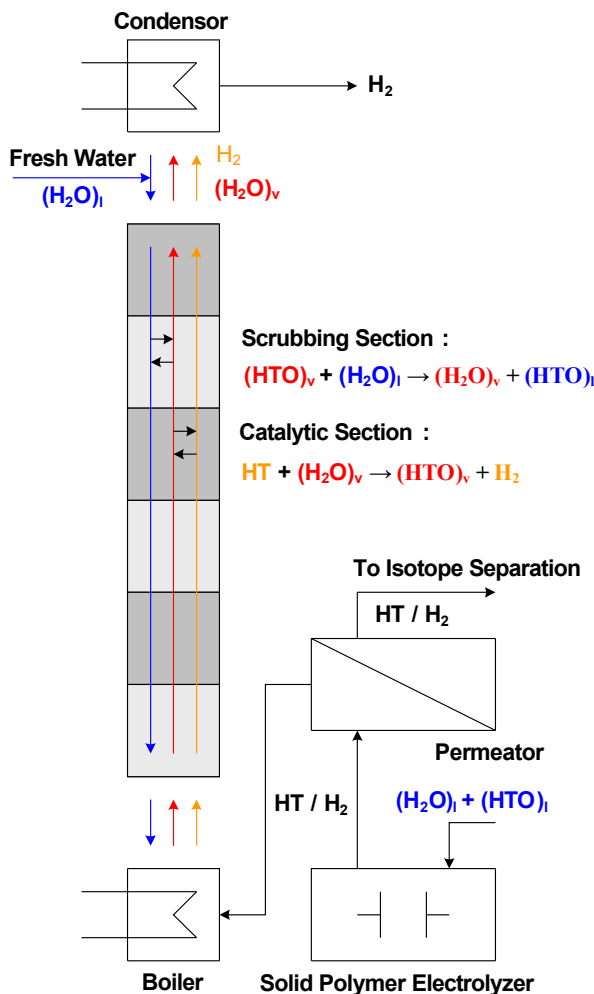 Condensor
H₂
Fresh Water
(H₂O)ₗ
H₂
(H₂O)ᵥ
Scrubbing Section :
(HTO)ᵥ + (H₂O)ₗ → (H₂O)ᵥ + (HTO)ₗ
Catalytic Section :
HT + (H₂O)ᵥ → (HTO)ᵥ + H₂
To Isotope Separation
HT / H₂
Permeator
HT / H₂
(H₂O)ₗ + (HTO)ₗ
Boiler
Solid Polymer Electrolyzer